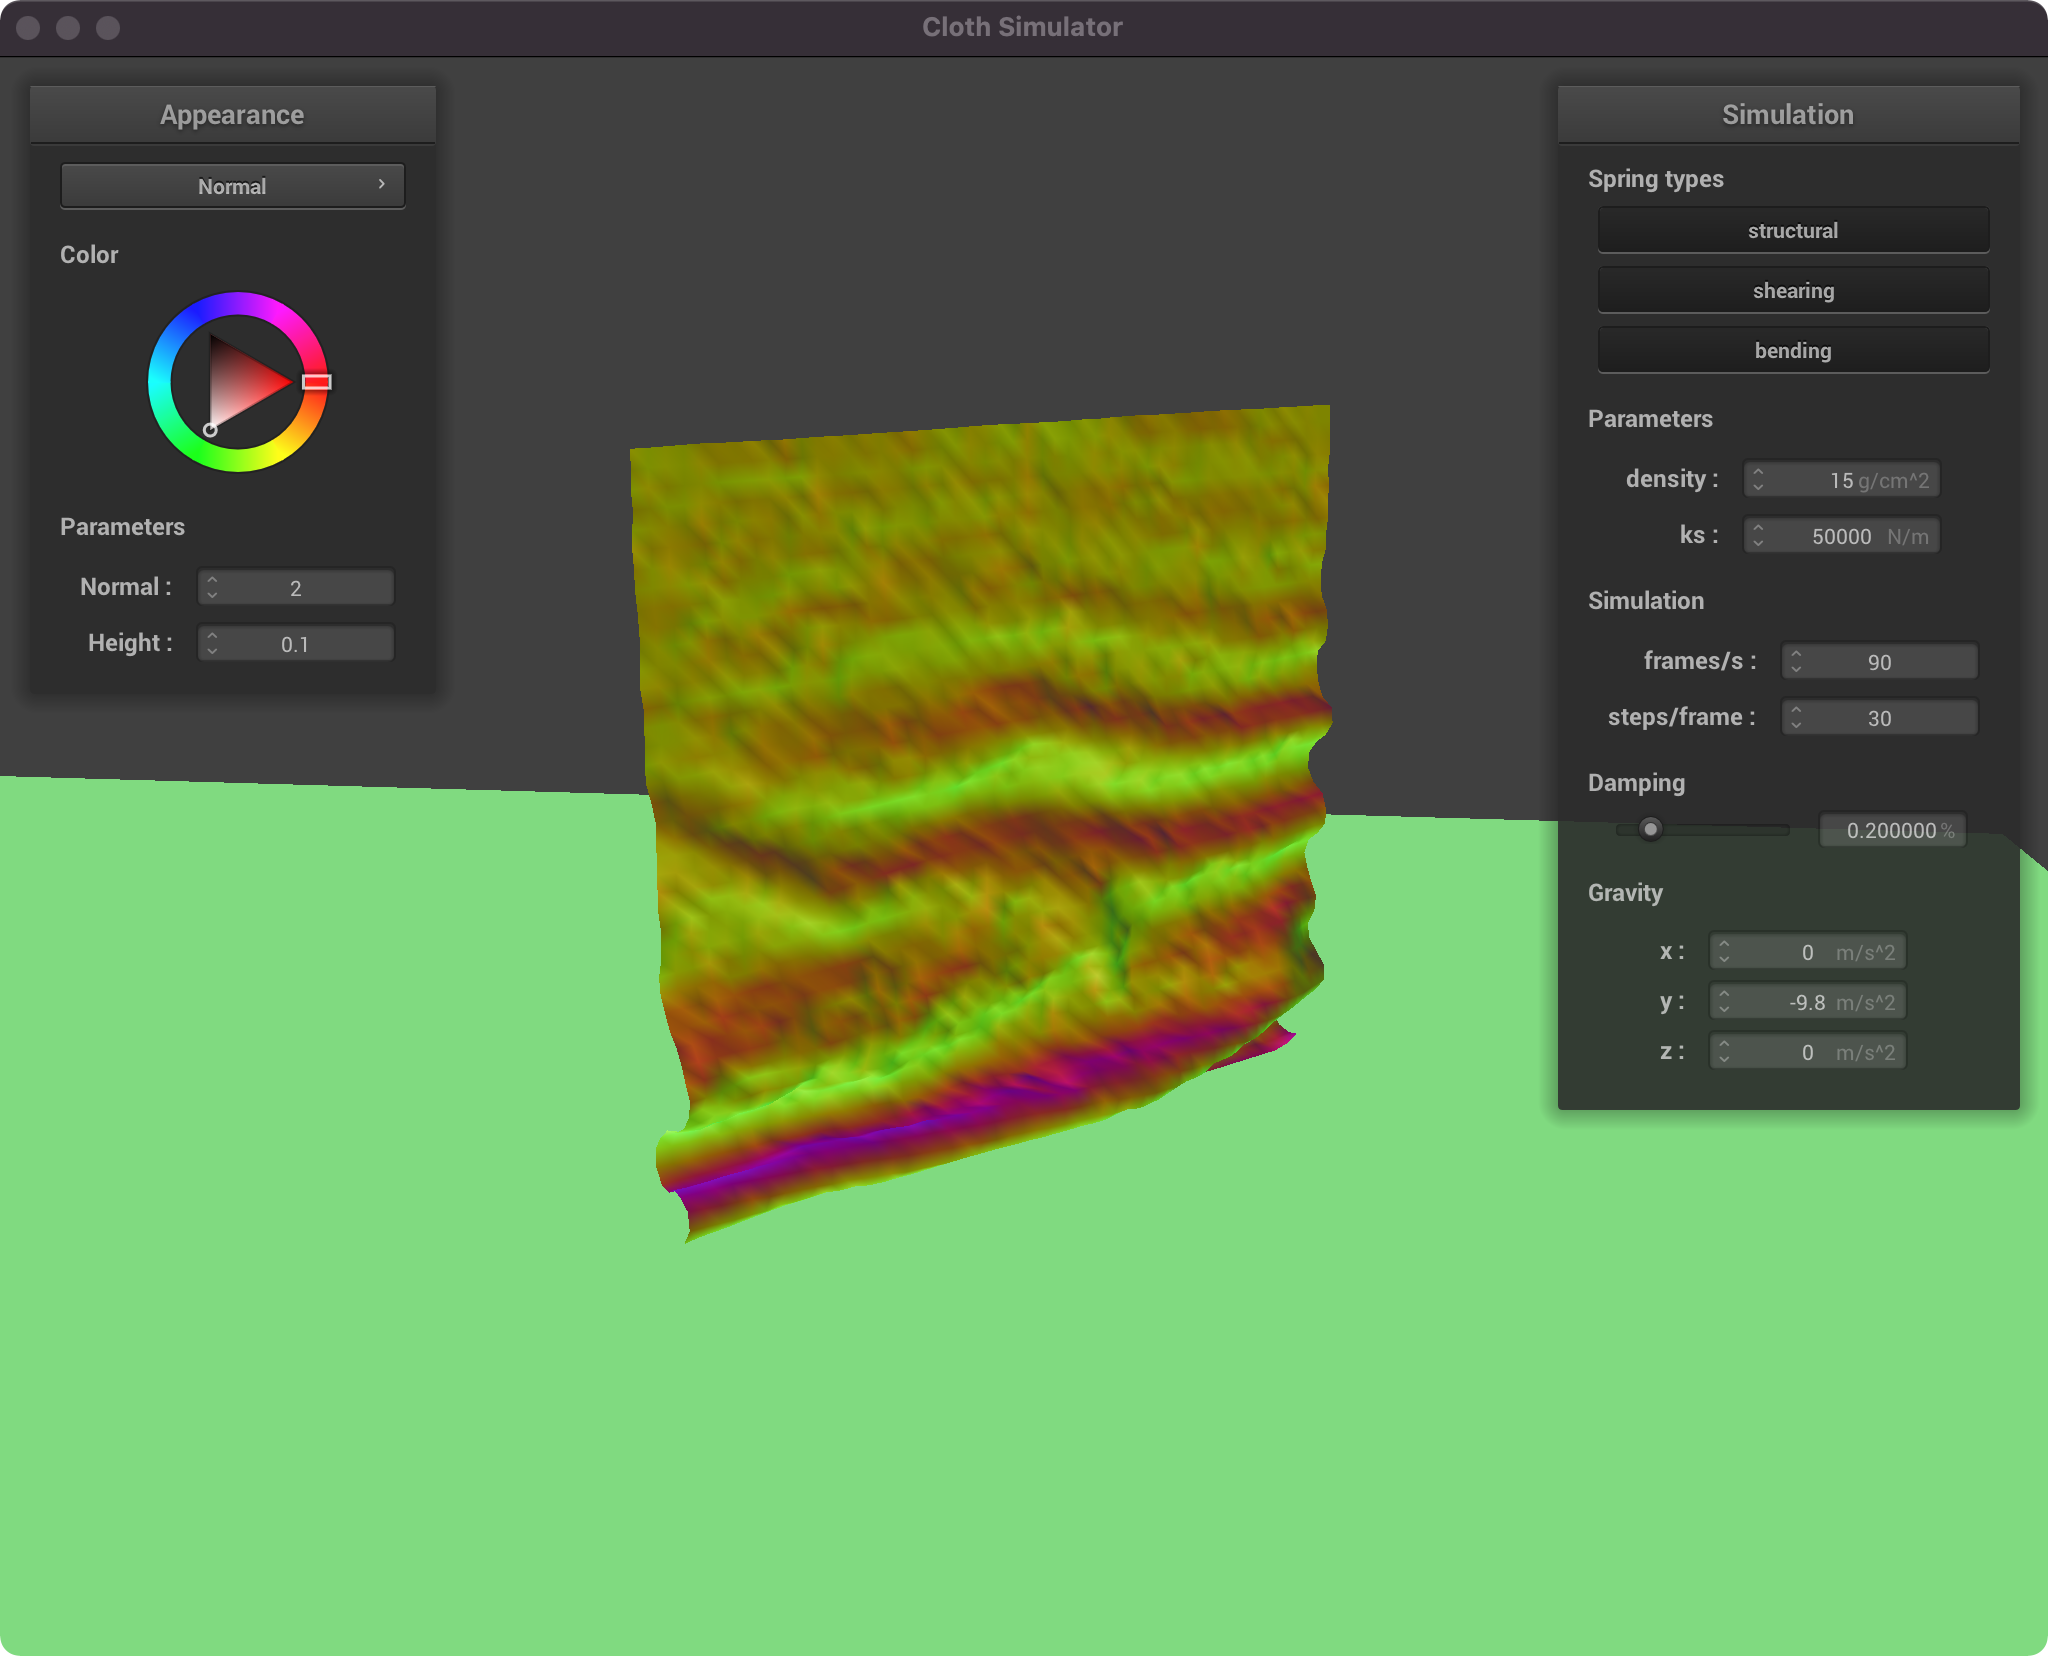 Cloth Simulator
Appearance
Normal
Color
Parameters
Normal : 2
Height : 0.1
Simulation
Spring types
structural
shearing
bending
Parameters
density : 15 g/cm^2
ks : 50000 N/m
Simulation
frames/s : 90
steps/frame : 30
Damping
0.200000 %
Gravity
x : 0 m/s^2
y : -9.8 m/s^2
z : 0 m/s^2